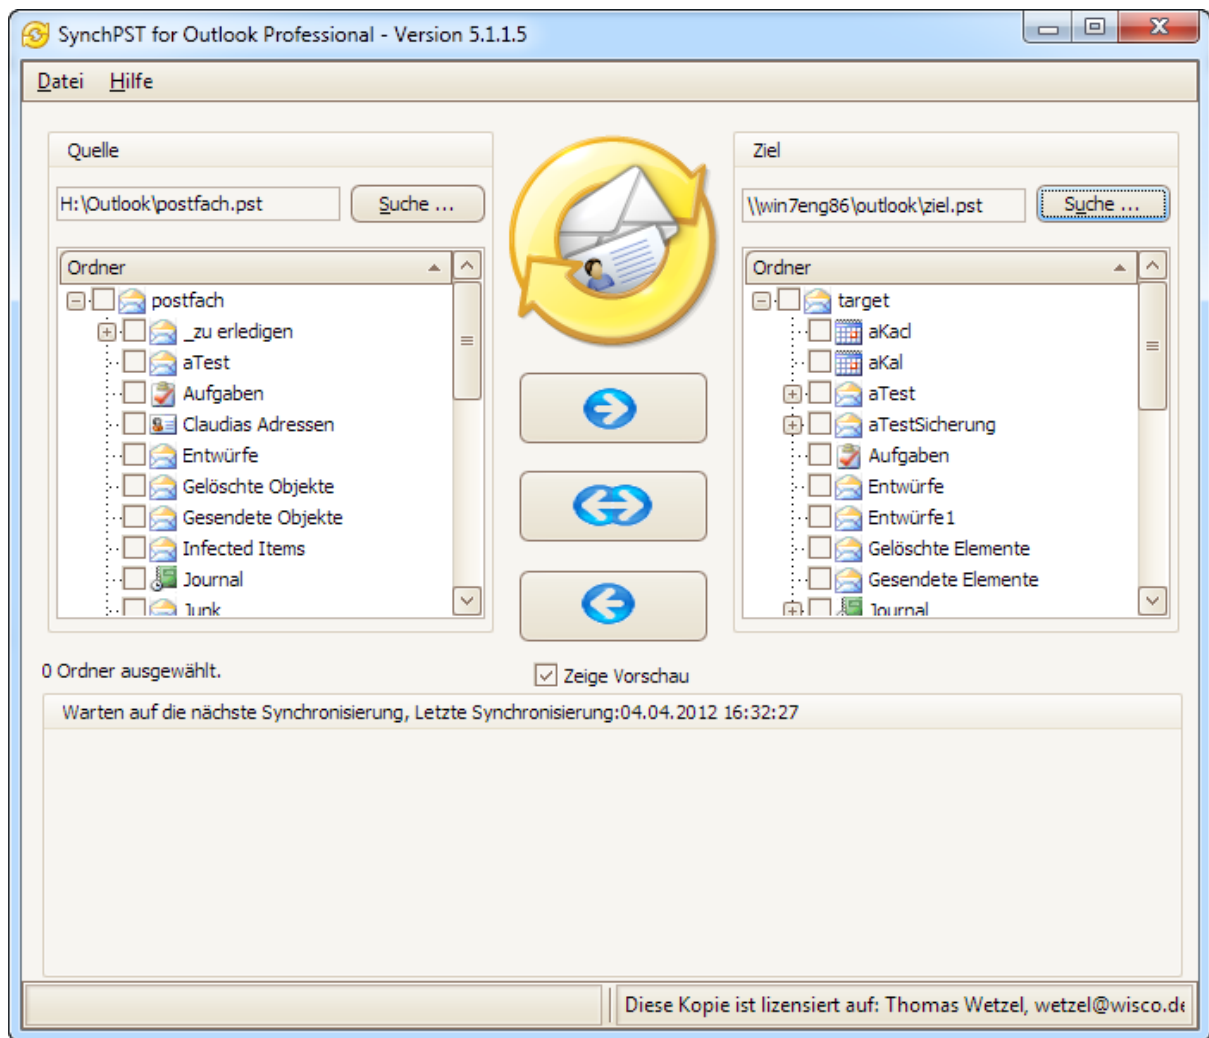 SynchPST for Outlook Professional - Version 5.1.1.5
Datei Hilfe
Quelle
H:\Outlook\postfach.pst Suche ...
Ordner
postfach
_zu erledigen
aTest
Aufgaben
Claudias Adressen
Entwürfe
Gelöschte Objekte
Gesendete Objekte
Infected Items
Journal
Junk
Ziel
\\win7eng86\outlook\ziel.pst Suche ...
Ordner
target
aKacl
aKal
aTest
aTestSicherung
Aufgaben
Entwürfe
Entwürfe1
Gelöschte Elemente
Gesendete Elemente
Journal
0 Ordner ausgewählt.
Zeige Vorschau
Warten auf die nächste Synchronisierung, Letzte Synchronisierung:04.04.2012 16:32:27
Diese Kopie ist lizensiert auf: Thomas Wetzel, wetzel@wisco.de